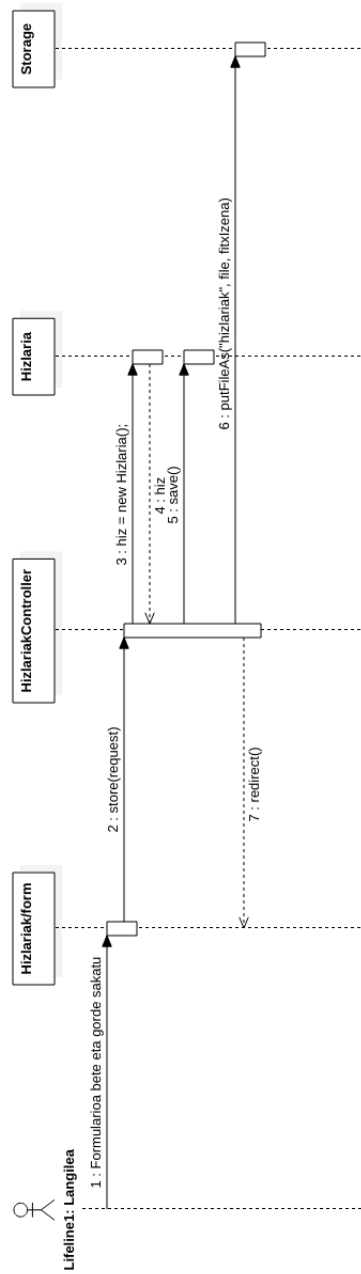 Lifeline1: Langilea
Hizlariak/form
HizlariakController
Hizlaria
Storage
1 : Formularioa bete eta gorde sakatu
2 : store(request)
3 : hiz = new Hizlaria();
4 : hiz
5 : save()
6 : putFileAs("hizlariak", file, fitxIzena)
7 : redirect()